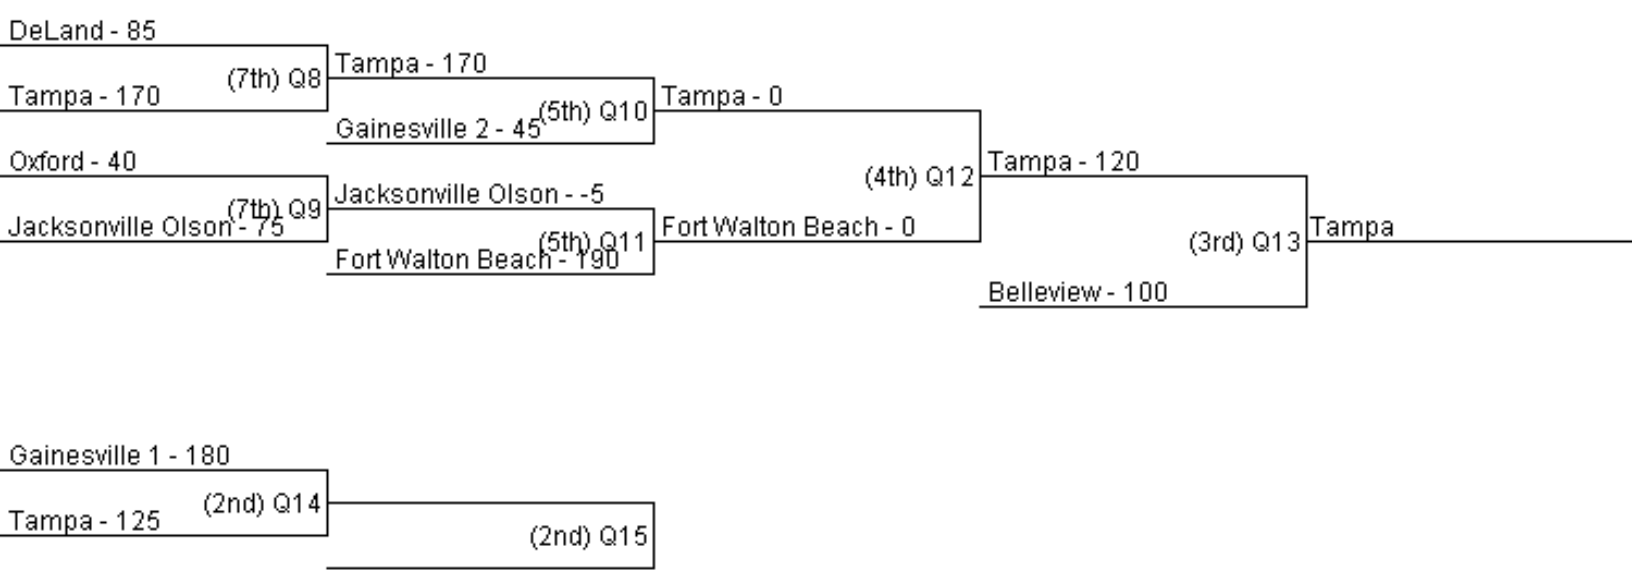 DeLand - 85
(7th) Q8
Tampa - 170
Tampa - 170
(5th) Q10
Gainesville 2 - 45
Tampa - 0
Oxford - 40
(7th) Q9
Jacksonville Olson - 75
Jacksonville Olson - -5
(5th) Q11
Fort Walton Beach - 190
Fort Walton Beach - 0
(4th) Q12
Tampa - 120
(3rd) Q13
Belleview - 100
Tampa
Gainesville 1 - 180
(2nd) Q14
Tampa - 125
(2nd) Q15